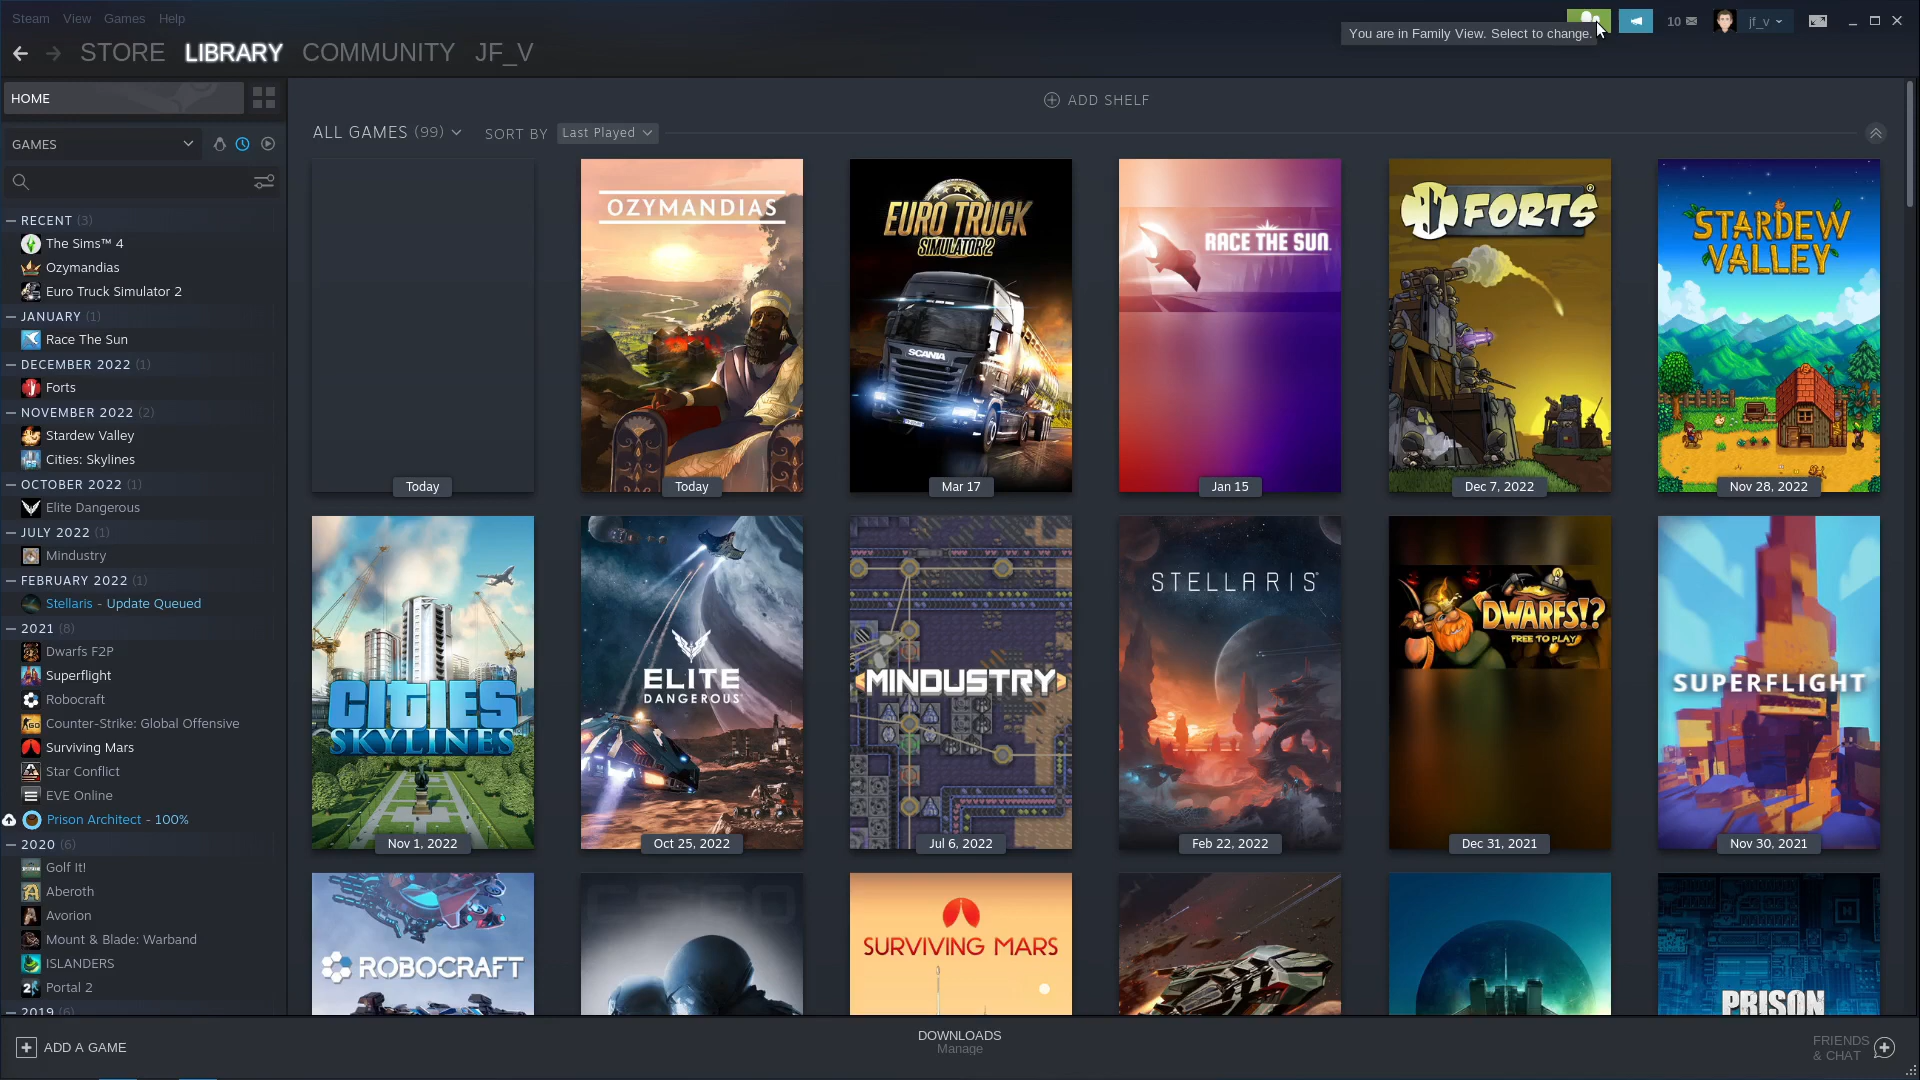 Steam View Games Help
You are in Family View. Select to change.
10
jf_v
STORE LIBRARY COMMUNITY JF_V
HOME
ADD SHELF
GAMES
ALL GAMES (99) SORT BY Last Played
RECENT (3)
The Sims™ 4
Ozymandias
Euro Truck Simulator 2
JANUARY (1)
Race The Sun
DECEMBER 2022 (1)
Forts
NOVEMBER 2022 (2)
Stardew Valley
Cities: Skylines
OCTOBER 2022 (1)
Elite Dangerous
JULY 2022 (1)
Mindustry
FEBRUARY 2022 (1)
Stellaris - Update Queued
2021 (8)
Dwarfs F2P
Superflight
Robocraft
Counter-Strike: Global Offensive
Surviving Mars
Star Conflict
EVE Online
Prison Architect - 100%
2020 (6)
Golf It!
Aberoth
Avorion
Mount & Blade: Warband
ISLANDERS
Portal 2
2019 (6)
OZYMANDIAS
EURO TRUCK
SIMULATOR 2
SCANIA
RACE THE SUN
FORTS
STARDEW
VALLEY
Today
Today
Mar 17
Jan 15
Dec 7, 2022
Nov 28, 2022
CITIES
SKYLINES
ELITE
DANGEROUS
MINDUSTRY
STELLARIS
DWARFS!?
FREE TO PLAY
SUPERFLIGHT
Nov 1, 2022
Oct 25, 2022
Jul 6, 2022
Feb 22, 2022
Dec 31, 2021
Nov 30, 2021
ROBOCRAFT
CS:GO
SURVIVING MARS
PRISON
ADD A GAME
DOWNLOADS
Manage
FRIENDS
& CHAT